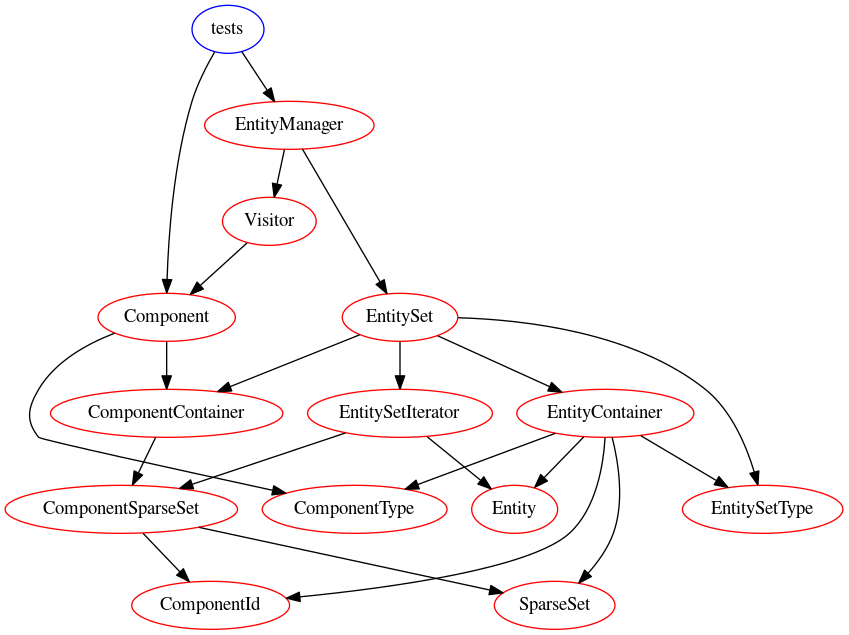 tests
EntityManager
Visitor
Component
EntitySet
ComponentContainer
EntitySetIterator
EntityContainer
ComponentSparseSet
ComponentType
Entity
EntitySetType
ComponentId
SparseSet